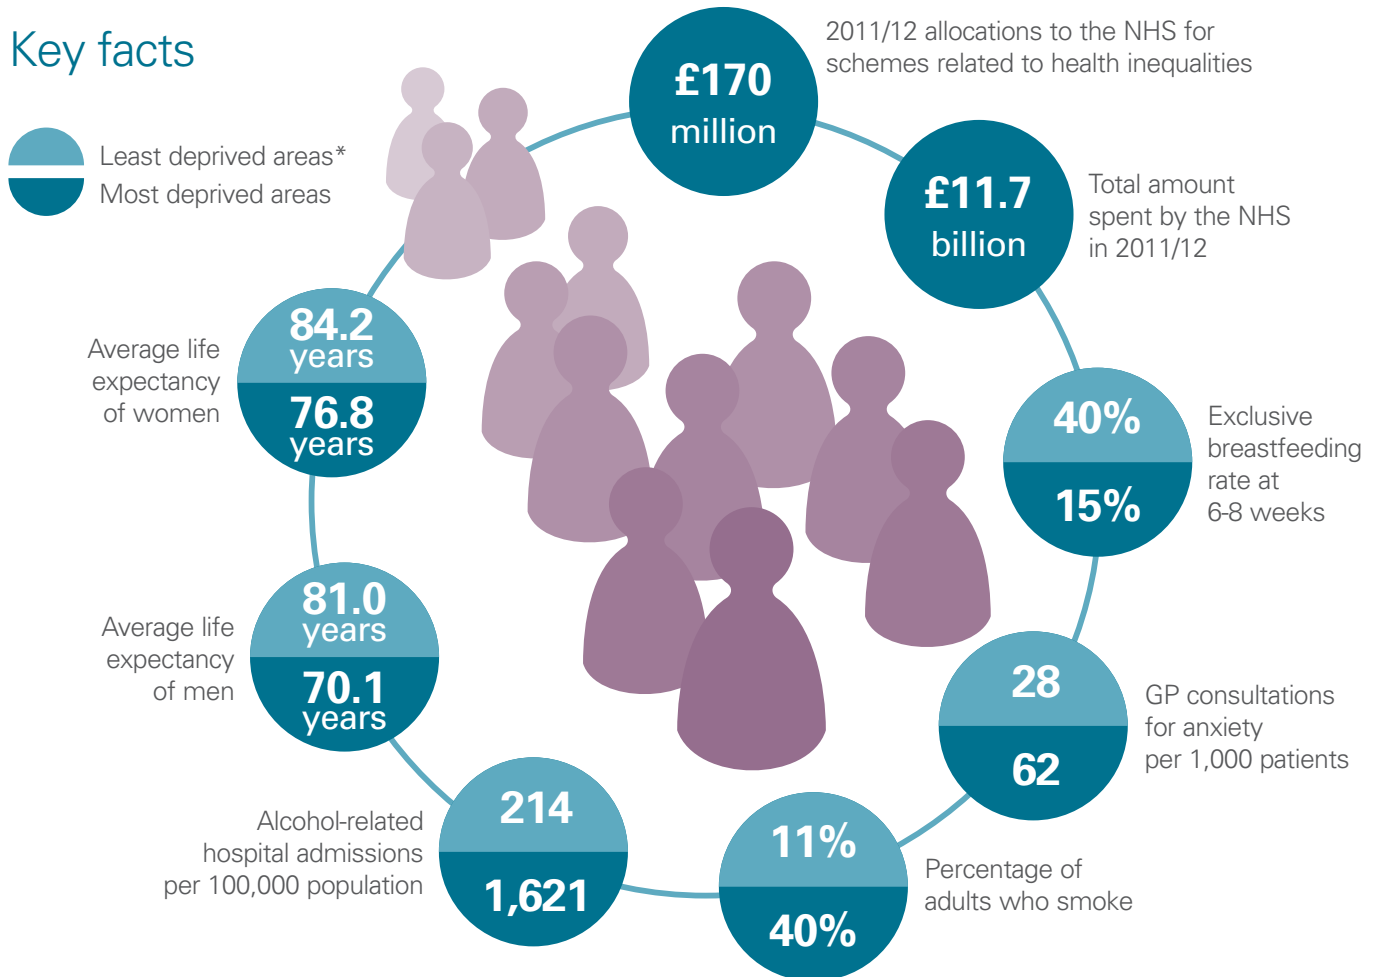 Key facts
Least deprived areas*
Most deprived areas
£170
million
2011/12 allocations to the NHS for
schemes related to health inequalities
£11.7
billion
Total amount
spent by the NHS
in 2011/12
40%
15%
Exclusive
breastfeeding
rate at
6-8 weeks
28
62
GP consultations
for anxiety
per 1,000 patients
11%
40%
Percentage of
adults who smoke
214
1,621
Alcohol-related
hospital admissions
per 100,000 population
81.0
years
70.1
years
Average life
expectancy
of men
84.2
years
76.8
years
Average life
expectancy
of women